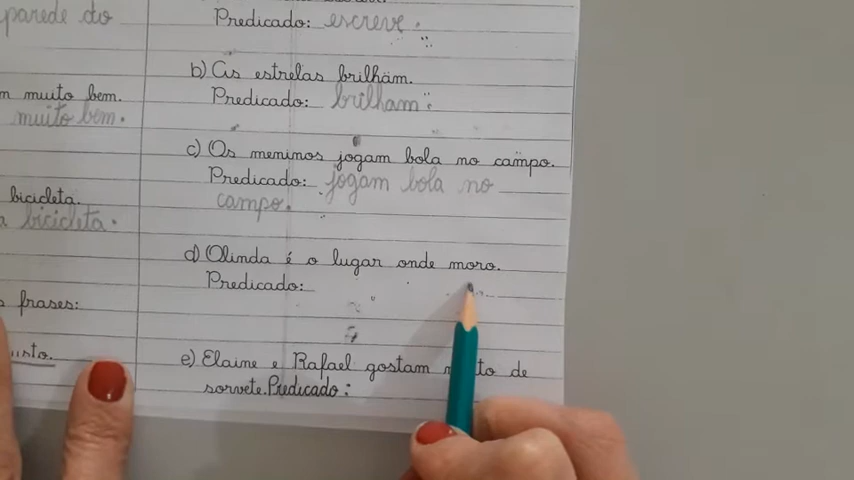 parede do
m muito bem.
muito bem.
bicicleta.
a bicicleta.
s frases:
usto.
Predicado: escreve.
b) As estrelas brilham.
Predicado: brilham.
c) Os meninos jogam bola no campo.
Predicado: jogam bola no
campo.
d) Olinda é o lugar onde moro.
Predicado:
e) Elaine e Rafael gostam m to de
sorvete. Predicado: